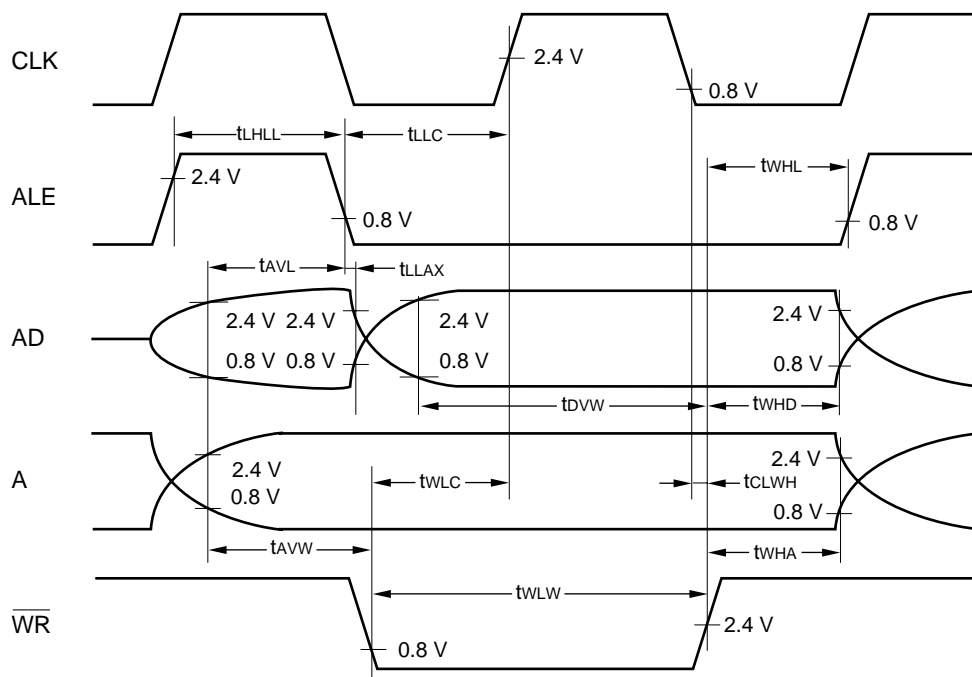 CLK
2.4 V
0.8 V
tLHLL
tLLC
tWHL
ALE
2.4 V
0.8 V
0.8 V
tAVL
tLLAX
AD
2.4 V 2.4 V
2.4 V
2.4 V
0.8 V 0.8 V
0.8 V
0.8 V
tDVW
tWHD
A
2.4 V
0.8 V
tWLC
tCLWH
2.4 V
0.8 V
tAVW
tWHA
WR
tWLW
0.8 V
2.4 V